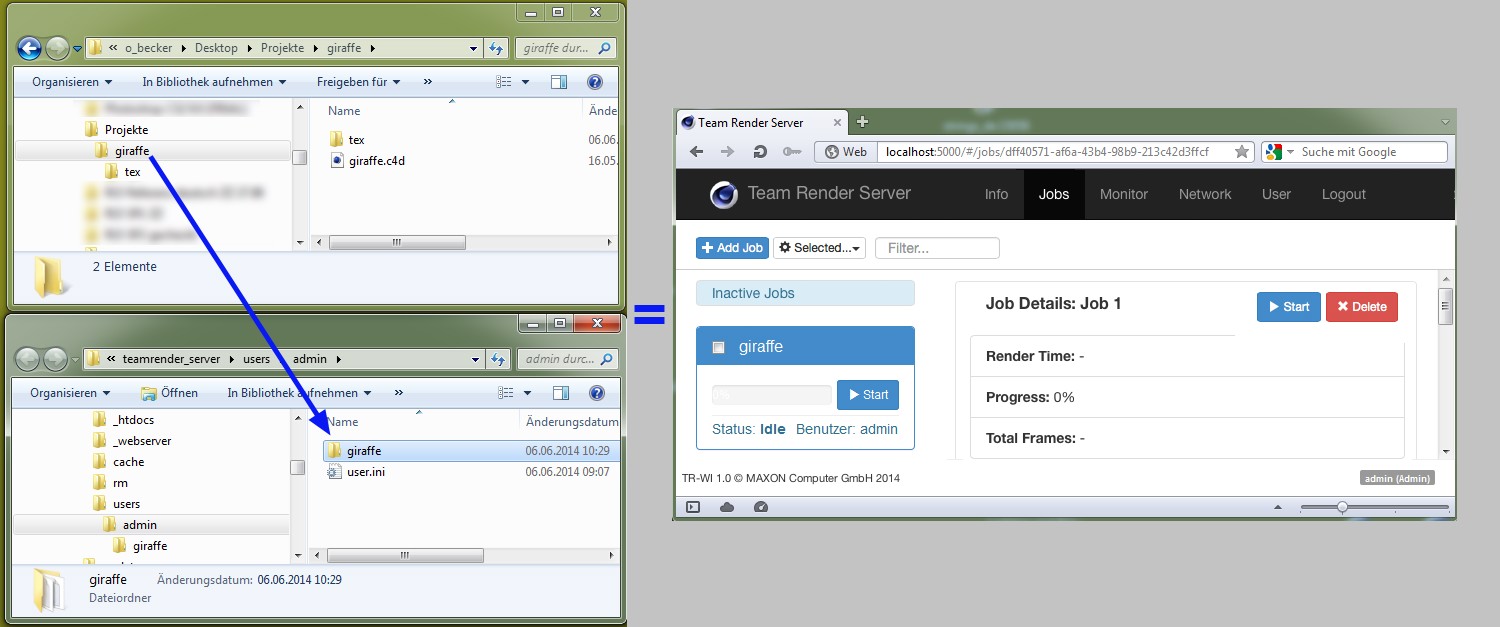 « o_becker ▸ Desktop ▸ Projekte ▸ giraffe ▸
giraffe dur...
Organisieren In Bibliothek aufnehmen Freigeben für »
Projekte
giraffe
tex
Name Ände
tex 06.06.
giraffe.c4d 16.05.
2 Elemente
« teamrender_server ▸ users admin ▸
admin durc...
Organisieren Öffnen In Bibliothek aufnehmen »
_htdocs
_webserver
cache
rm
users
admin
giraffe
Name Änderungsdatum
giraffe 06.06.2014 10:29
user.ini 06.06.2014 09:07
giraffe Änderungsdatum: 06.06.2014 10:29
Dateiordner
=
Team Render Server
Web localhost:5000/#/jobs/dff40571-af6a-43b4-98b9-213c42d3ffcf Suche mit Google
Team Render Server Info Jobs Monitor Network User Logout
Add Job Selected... Filter...
Inactive Jobs
giraffe
0%
Start
Status: Idle Benutzer: admin
Job Details: Job 1 Start Delete
Render Time: -
Progress: 0%
Total Frames: -
TR-WI 1.0 © MAXON Computer GmbH 2014 admin (Admin)